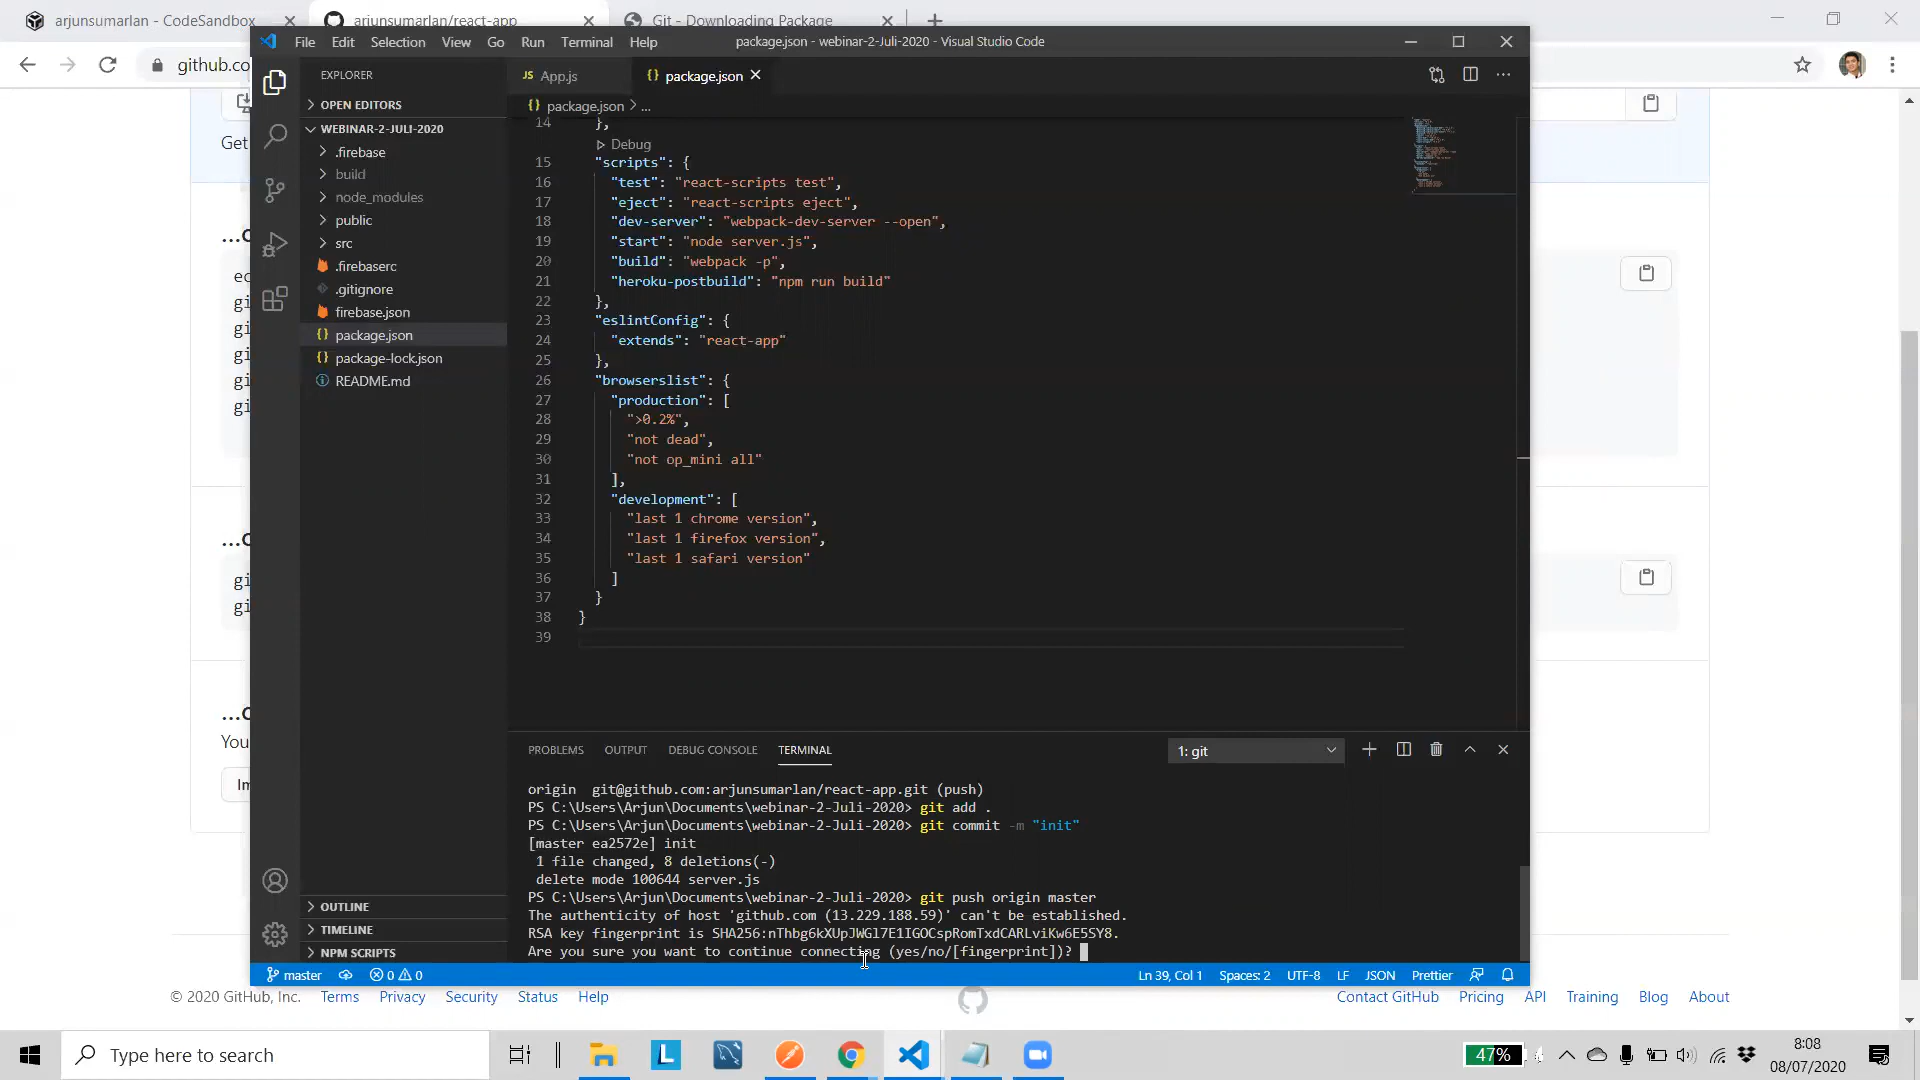 arjunsumarlan - CodeSandbox
arjunsumarlan/react-app
Git - Downloading Package
github.co
File Edit Selection View Go Run Terminal Help
package.json - webinar-2-Juli-2020 - Visual Studio Code
EXPLORER
OPEN EDITORS
WEBINAR-2-JULI-2020
.firebase
build
node_modules
public
src
.firebaserc
.gitignore
firebase.json
package.json
package-lock.json
README.md
OUTLINE
TIMELINE
NPM SCRIPTS
JS App.js
{} package.json
{} package.json > ...
14 },
Debug
15 "scripts": {
16 "test": "react-scripts test",
17 "eject": "react-scripts eject",
18 "dev-server": "webpack-dev-server --open",
19 "start": "node server.js",
20 "build": "webpack -p",
21 "heroku-postbuild": "npm run build"
22 },
23 "eslintConfig": {
24 "extends": "react-app"
25 },
26 "browserslist": {
27 "production": [
28 ">0.2%",
29 "not dead",
30 "not op_mini all"
31 ],
32 "development": [
33 "last 1 chrome version",
34 "last 1 firefox version",
35 "last 1 safari version"
36 ]
37 }
38 }
39
PROBLEMS OUTPUT DEBUG CONSOLE TERMINAL
1: git
origin git@github.com:arjunsumarlan/react-app.git (push)
PS C:\Users\Arjun\Documents\webinar-2-Juli-2020> git add .
PS C:\Users\Arjun\Documents\webinar-2-Juli-2020> git commit -m "init"
[master ea2572e] init
1 file changed, 8 deletions(-)
delete mode 100644 server.js
PS C:\Users\Arjun\Documents\webinar-2-Juli-2020> git push origin master
The authenticity of host 'github.com (13.229.188.59)' can't be established.
RSA key fingerprint is SHA256:nThbg6kXUpJWGl7E1IGOCspRomTxdCARLviKw6E5SY8.
Are you sure you want to continue connecting (yes/no/[fingerprint])?
master
0 0
Ln 39, Col 1 Spaces: 2 UTF-8 LF JSON Prettier
Get
...c
ec
gi
gi
gi
gi
gi
...c
gi
gi
...c
You
Im
© 2020 GitHub, Inc. Terms Privacy Security Status Help
Contact GitHub Pricing API Training Blog About
Type here to search
L
47%
8:08
08/07/2020